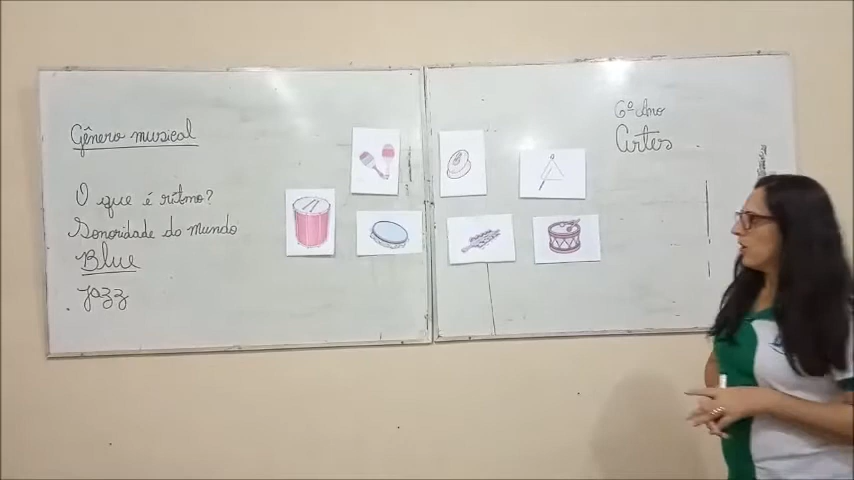 Gênero musical
O que é ritmo?
Sonoridade do mundo
Blue
Jazz
6º Ano
Artes